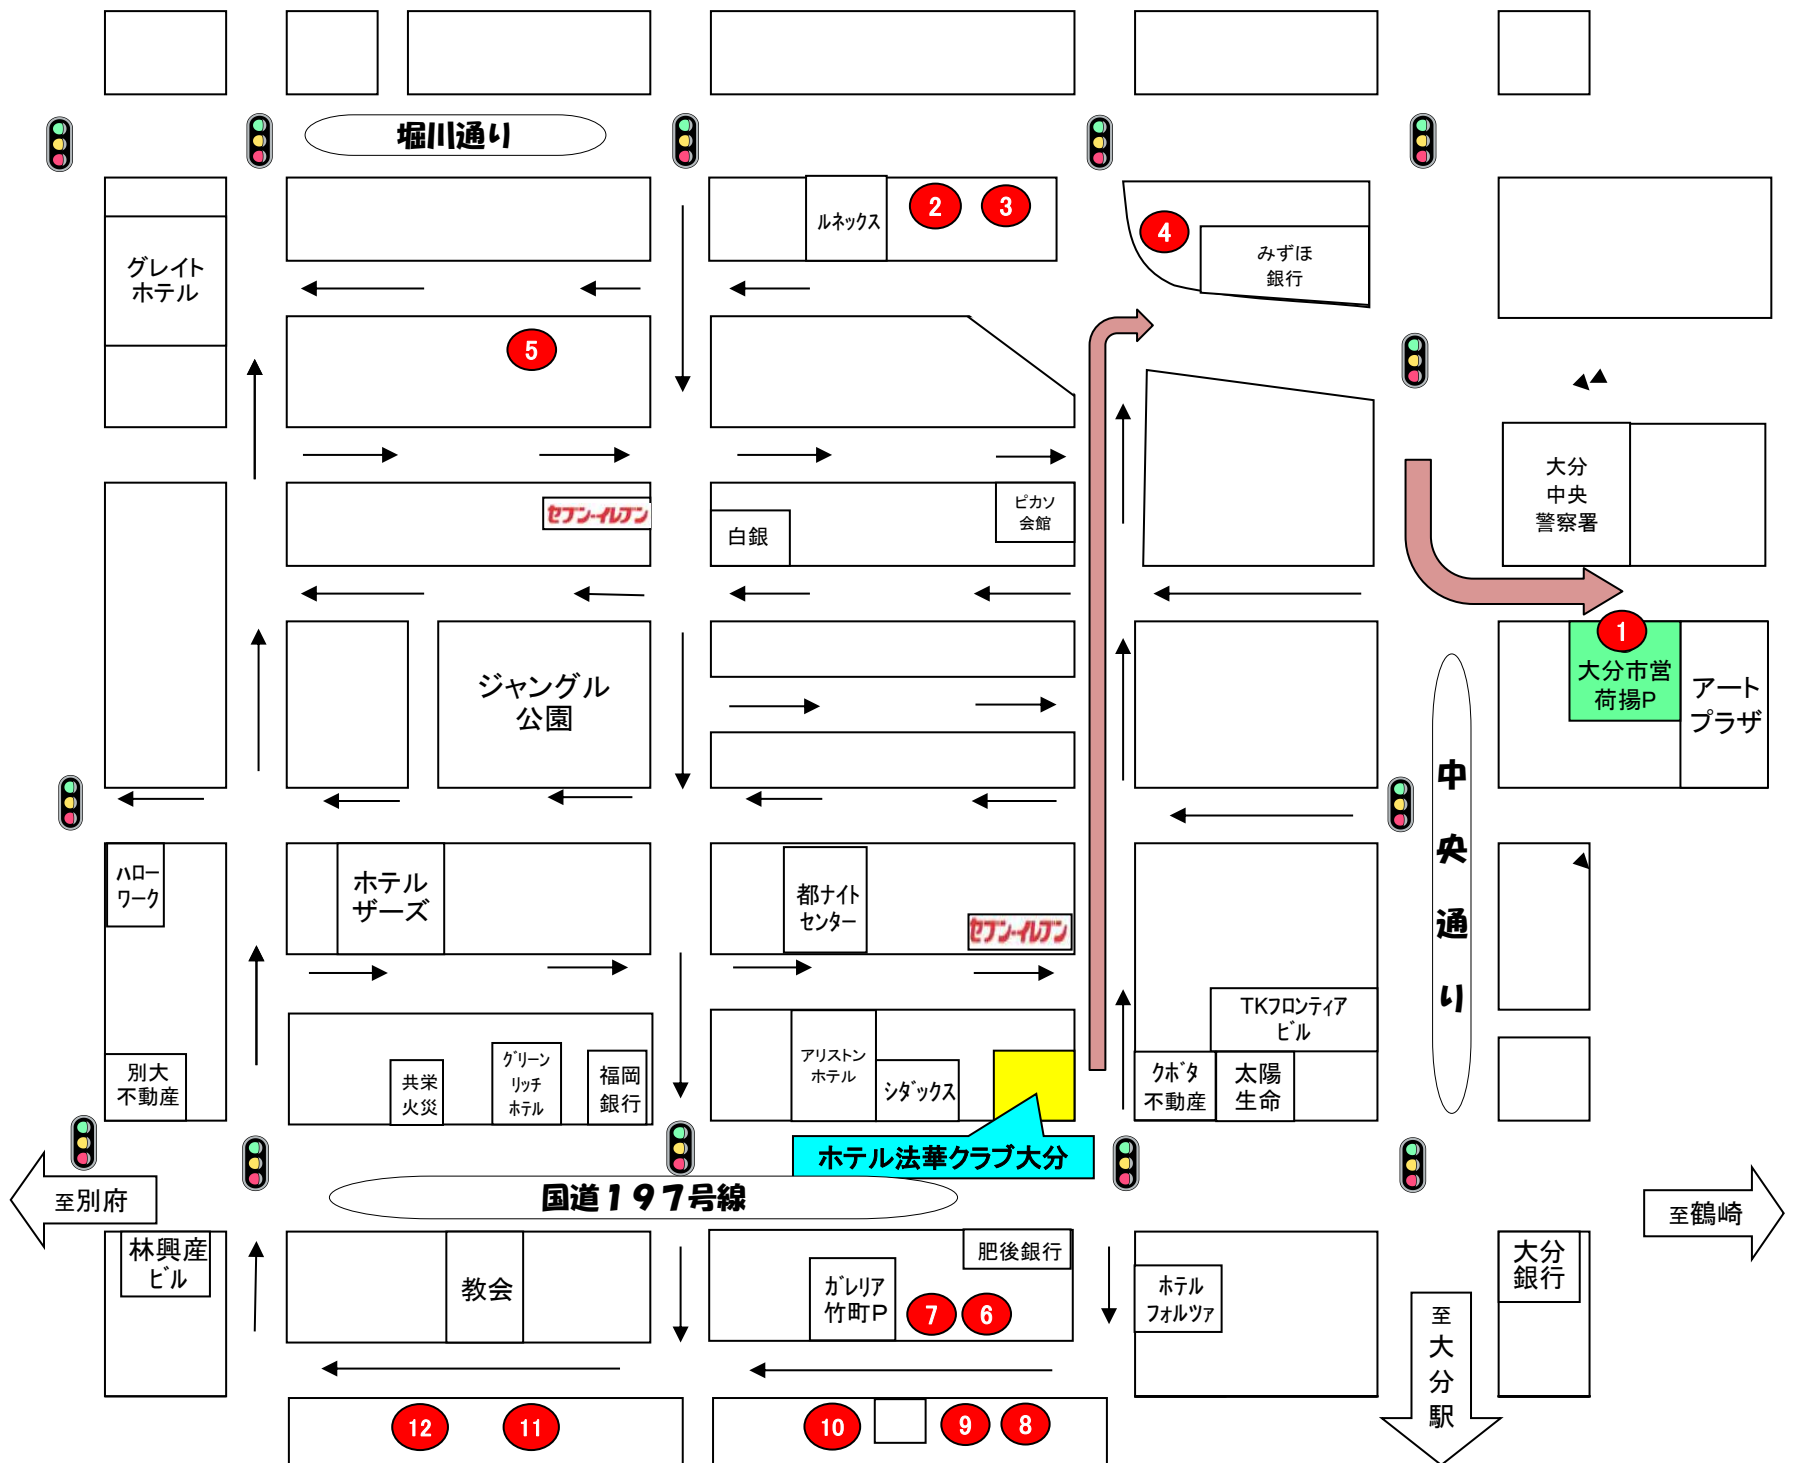 堀川通り
ルネックス
2
3
4
みずほ
銀行
グレイト
ホテル
5
セブン-イレブン
白銀
ピカソ
会館
大分
中央
警察署
1
大分市営
荷揚P
アート
プラザ
ジャングル
公園
中央通り
ハロー
ワーク
ホテル
ザーズ
都ナイト
センター
セブン-イレブン
TKフロンティア
ビル
別大
不動産
共栄
火災
グリーン
リッチ
ホテル
福岡
銀行
アリストン
ホテル
シダックス
クボタ
不動産
太陽
生命
ホテル法華クラブ大分
国道197号線
至別府
至鶴崎
林興産
ビル
教会
ガレリア
竹町P
肥後銀行
7
6
ホテル
フォルツァ
大分
銀行
至大分駅
12
11
10
9
8